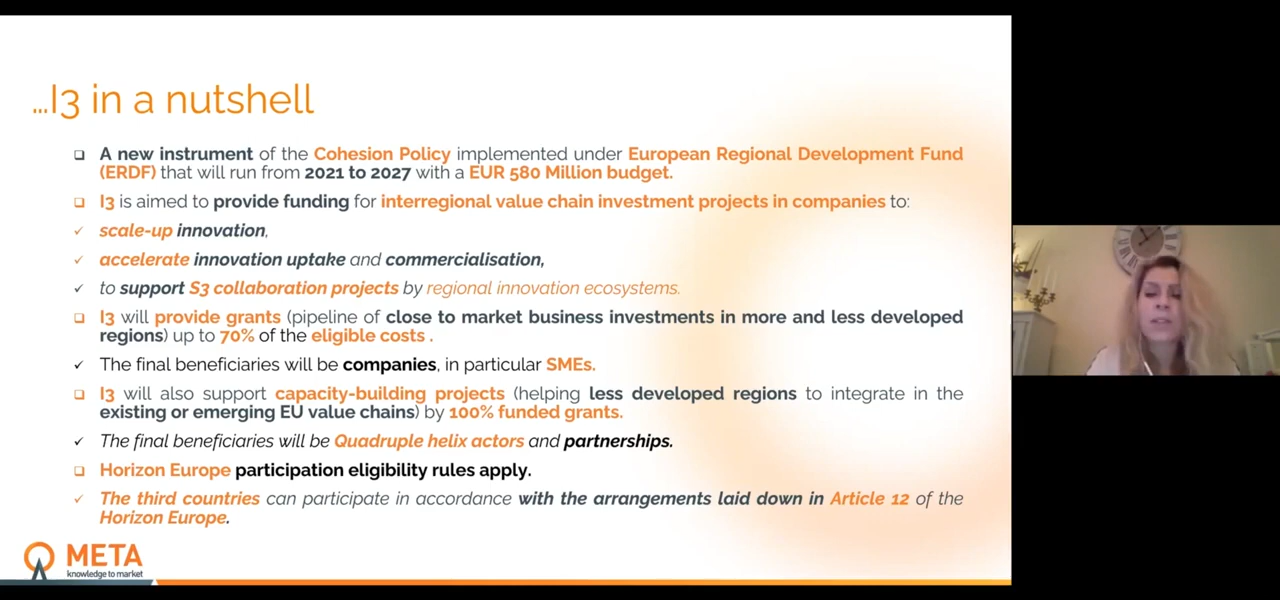 ...I3 in a nutshell
A new instrument of the Cohesion Policy implemented under European Regional Development Fund
(ERDF) that will run from 2021 to 2027 with a EUR 580 Million budget.
I3 is aimed to provide funding for interregional value chain investment projects in companies to:
scale-up innovation,
accelerate innovation uptake and commercialisation,
to support S3 collaboration projects by regional innovation ecosystems.
I3 will provide grants (pipeline of close to market business investments in more and less developed
regions) up to 70% of the eligible costs .
The final beneficiaries will be companies, in particular SMEs.
I3 will also support capacity-building projects (helping less developed regions to integrate in the
existing or emerging EU value chains) by 100% funded grants.
The final beneficiaries will be Quadruple helix actors and partnerships.
Horizon Europe participation eligibility rules apply.
The third countries can participate in accordance with the arrangements laid down in Article 12 of the
Horizon Europe.
META
knowledge to market